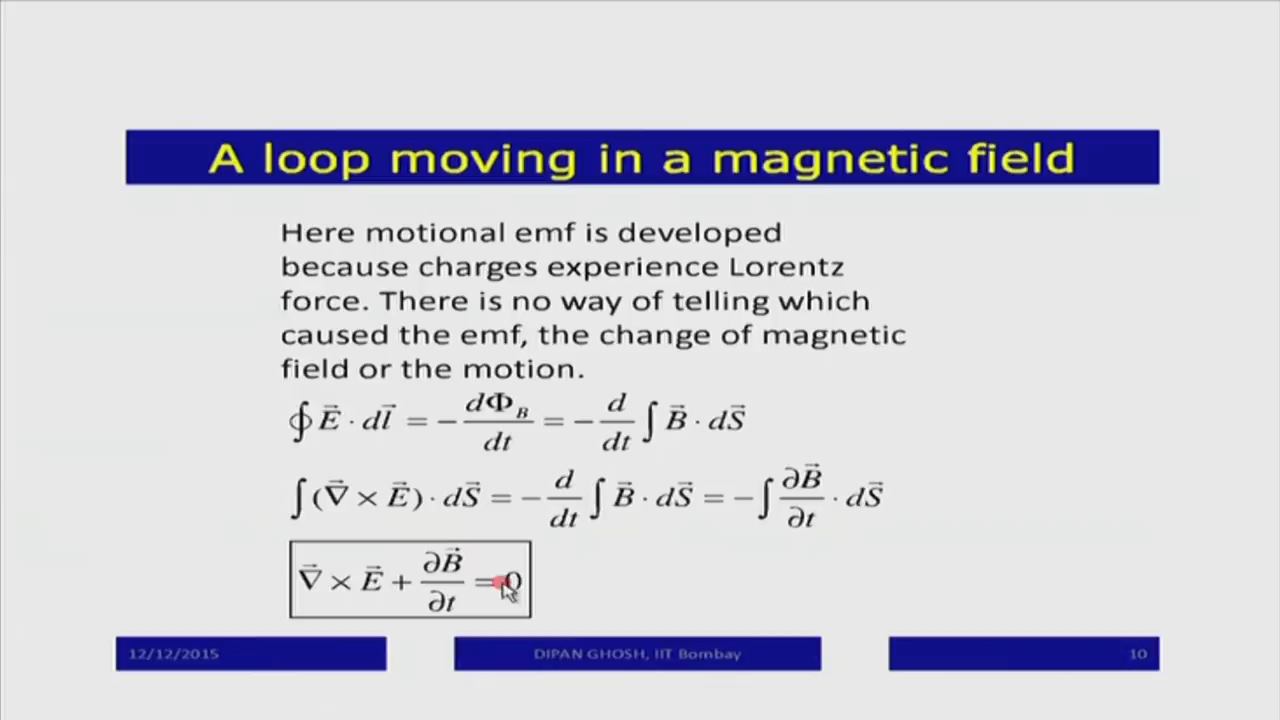 A loop moving in a magnetic field
Here motional emf is developed
because charges experience Lorentz
force. There is no way of telling which
caused the emf, the change of magnetic
field or the motion.
∮ E⃗ · dl⃗ = − dΦ_B/dt = − d/dt ∫ B⃗ · dS⃗
∫ (∇⃗ × E⃗) · dS⃗ = − d/dt ∫ B⃗ · dS⃗ = − ∫ ∂B⃗/∂t · dS⃗
∇⃗ × E⃗ + ∂B⃗/∂t = 0
12/12/2015 DIPAN GHOSH, IIT Bombay 10